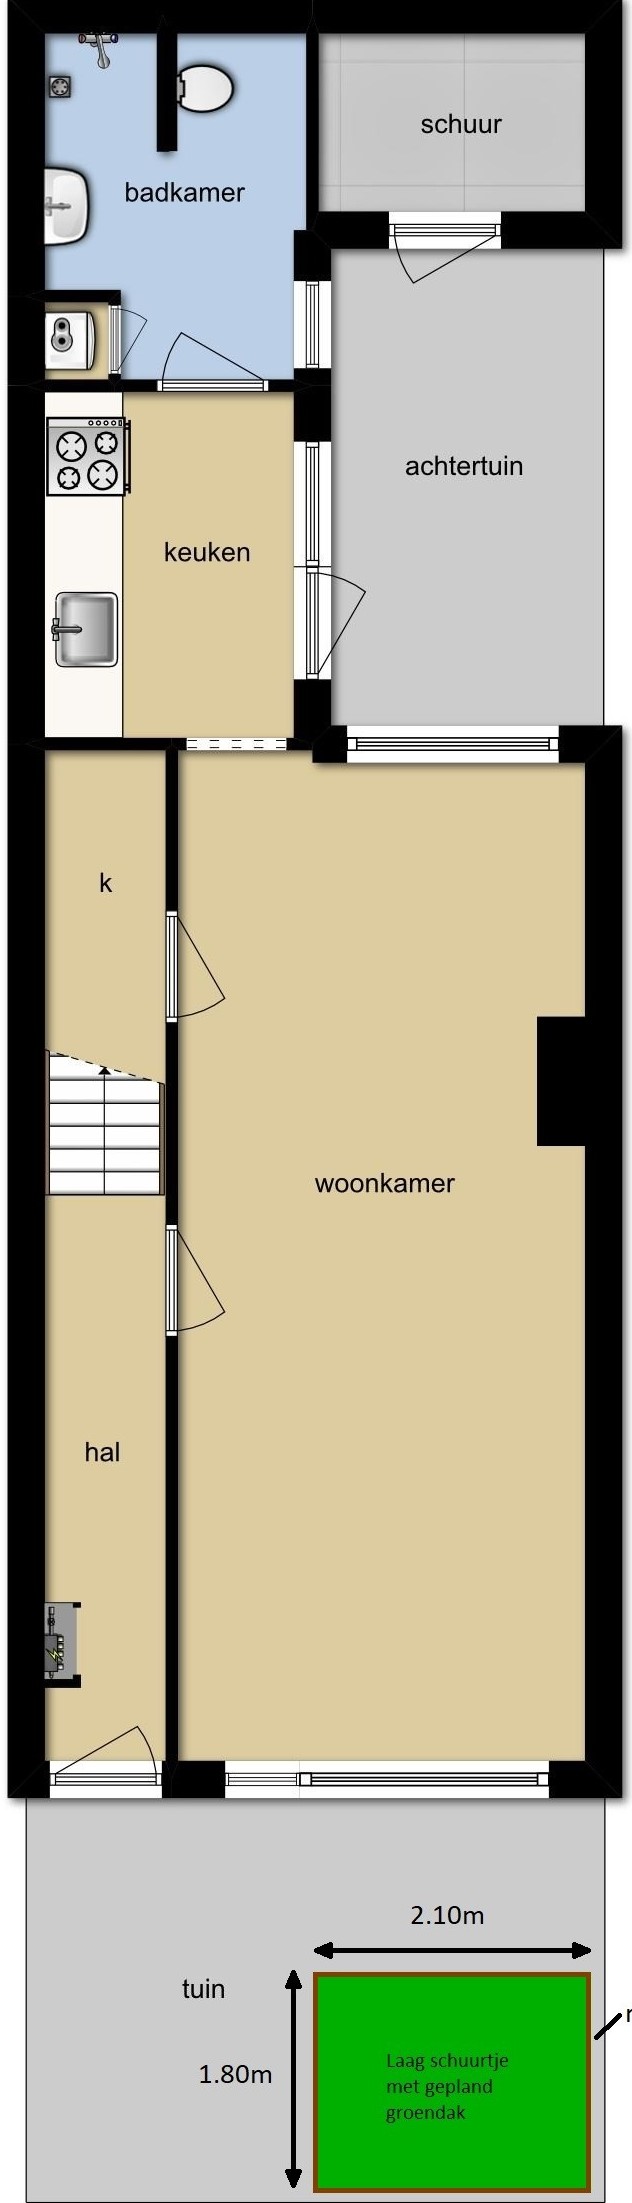 schuur
badkamer
achtertuin
keuken
k
woonkamer
hal
2.10m
tuin
1.80m
Laag schuurtje
met gepland
groendak